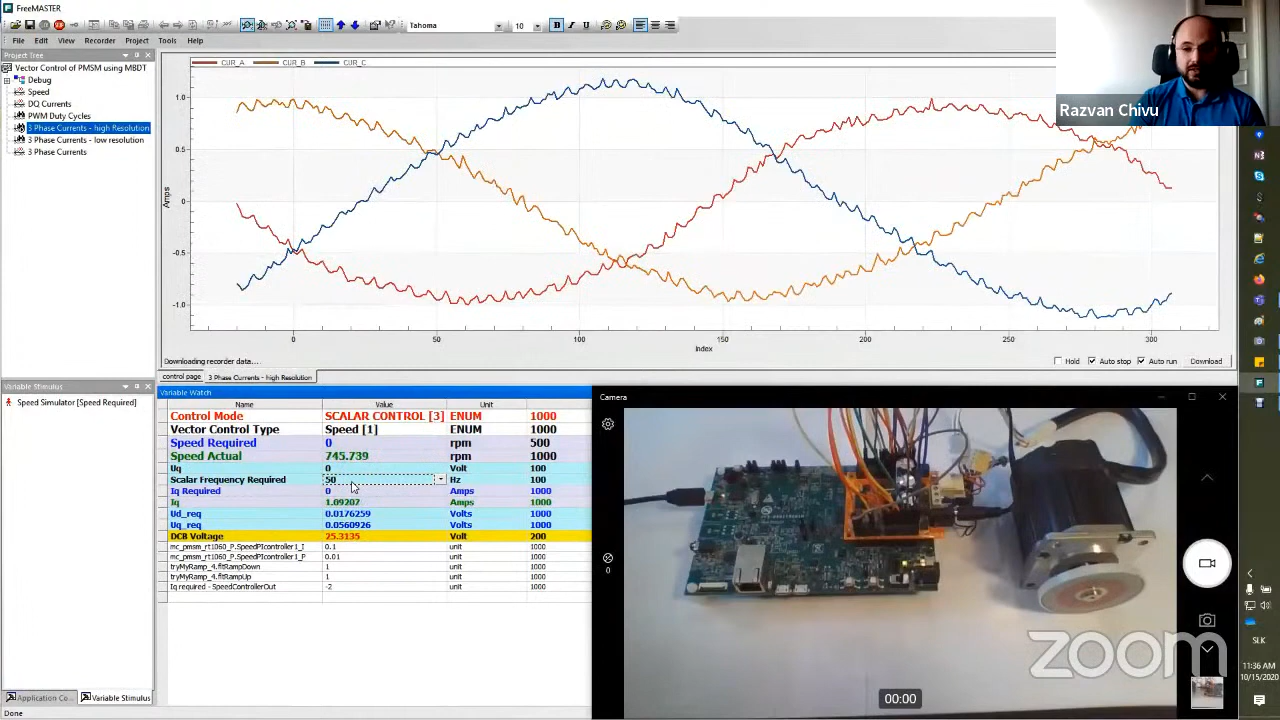 FreeMASTER
Tahoma 10 B I U
File Edit View Recorder Project Tools Help
Project Tree
Vector Control of PMSM using MBDT
Debug
Speed
DQ Currents
PWM Duty Cycles
3 Phase Currents - high Resolution
3 Phase Currents - low resolution
3 Phase Currents
CUR_A CUR_B CUR_C
1.0
0.5
0
-0.5
-1.0
Amps
0 50 100 150 200 250 300
Index
Downloading recorder data...
Hold Auto stop Auto run Download
control page 3 Phase Currents - high Resolution
Razvan Chivu
Variable Stimulus
Speed Simulator [Speed Required]
Variable Watch
Name Value Unit
Control Mode SCALAR CONTROL [3] ENUM 1000
Vector Control Type Speed [1] ENUM 1000
Speed Required 0 rpm 500
Speed Actual 745.739 rpm 1000
Uq 0 Volt 100
Scalar Frequency Required 50 Hz 100
Iq Required 0 Amps 1000
Iq 1.09207 Amps 1000
Ud_req 0.0176259 Volts 1000
Uq_req 0.0560926 Volts 1000
DCB Voltage 25.3135 Volt 200
mc_pmsm_rt1060_P.SpeedPIcontroller1_I 0.1 unit 1000
mc_pmsm_rt1060_P.SpeedPIcontroller1_P 0.01 unit 1000
tryMyRamp_4.fltRampDown 1 unit 1000
tryMyRamp_4.fltRampUp 1 unit 1000
Iq required - SpeedControllerOut -2 unit 1000
Camera
0
00:00
zoom
SLK
11:36 AM
10/15/2020
Application Co... Variable Stimulus
Done